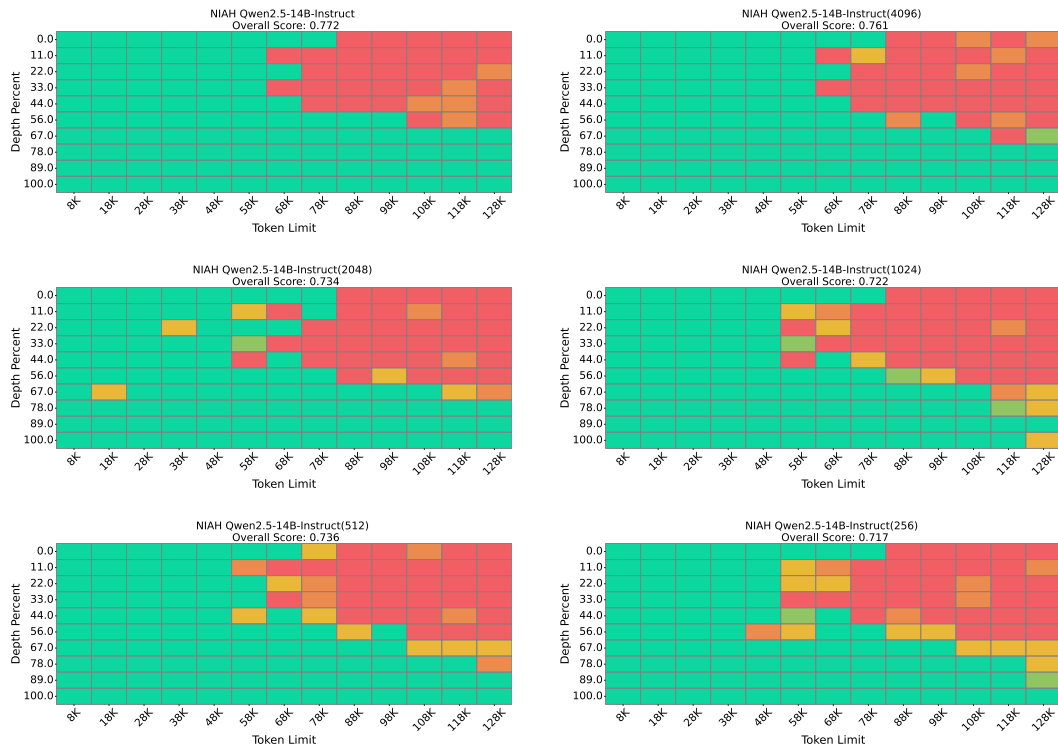 NIAH Qwen2.5-14B-Instruct
Overall Score: 0.772
Depth Percent
0.0
11.0
22.0
33.0
44.0
56.0
67.0
78.0
89.0
100.0
8K 18K 28K 38K 48K 58K 68K 78K 88K 98K 108K 118K 128K
Token Limit
NIAH Qwen2.5-14B-Instruct(4096)
Overall Score: 0.761
Depth Percent
0.0
11.0
22.0
33.0
44.0
56.0
67.0
78.0
89.0
100.0
8K 18K 28K 38K 48K 58K 68K 78K 88K 98K 108K 118K 128K
Token Limit
NIAH Qwen2.5-14B-Instruct(2048)
Overall Score: 0.734
Depth Percent
0.0
11.0
22.0
33.0
44.0
56.0
67.0
78.0
89.0
100.0
8K 18K 28K 38K 48K 58K 68K 78K 88K 98K 108K 118K 128K
Token Limit
NIAH Qwen2.5-14B-Instruct(1024)
Overall Score: 0.722
Depth Percent
0.0
11.0
22.0
33.0
44.0
56.0
67.0
78.0
89.0
100.0
8K 18K 28K 38K 48K 58K 68K 78K 88K 98K 108K 118K 128K
Token Limit
NIAH Qwen2.5-14B-Instruct(512)
Overall Score: 0.736
Depth Percent
0.0
11.0
22.0
33.0
44.0
56.0
67.0
78.0
89.0
100.0
8K 18K 28K 38K 48K 58K 68K 78K 88K 98K 108K 118K 128K
Token Limit
NIAH Qwen2.5-14B-Instruct(256)
Overall Score: 0.717
Depth Percent
0.0
11.0
22.0
33.0
44.0
56.0
67.0
78.0
89.0
100.0
8K 18K 28K 38K 48K 58K 68K 78K 88K 98K 108K 118K 128K
Token Limit